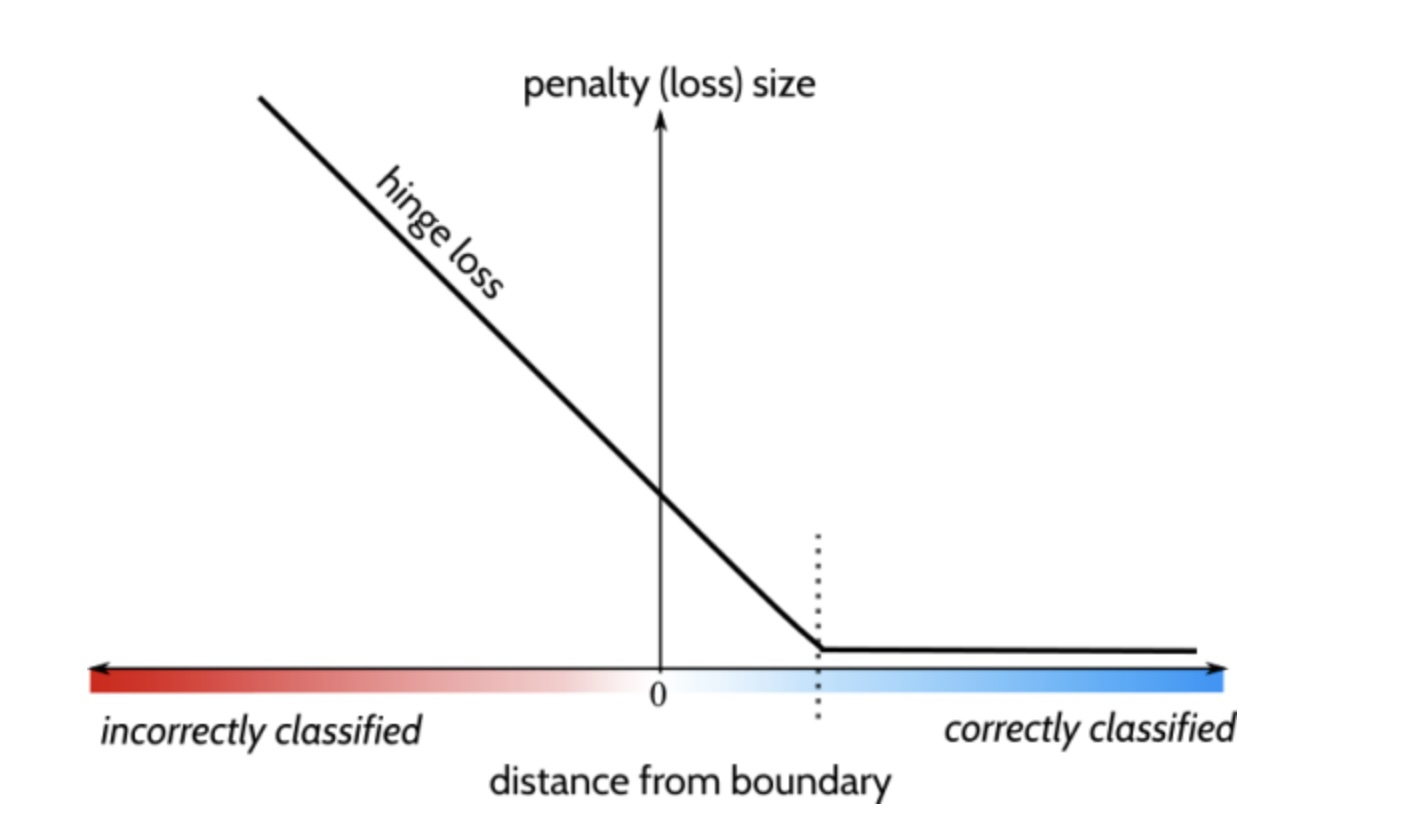 penalty (loss) size
hinge loss
0
incorrectly classified
correctly classified
distance from boundary